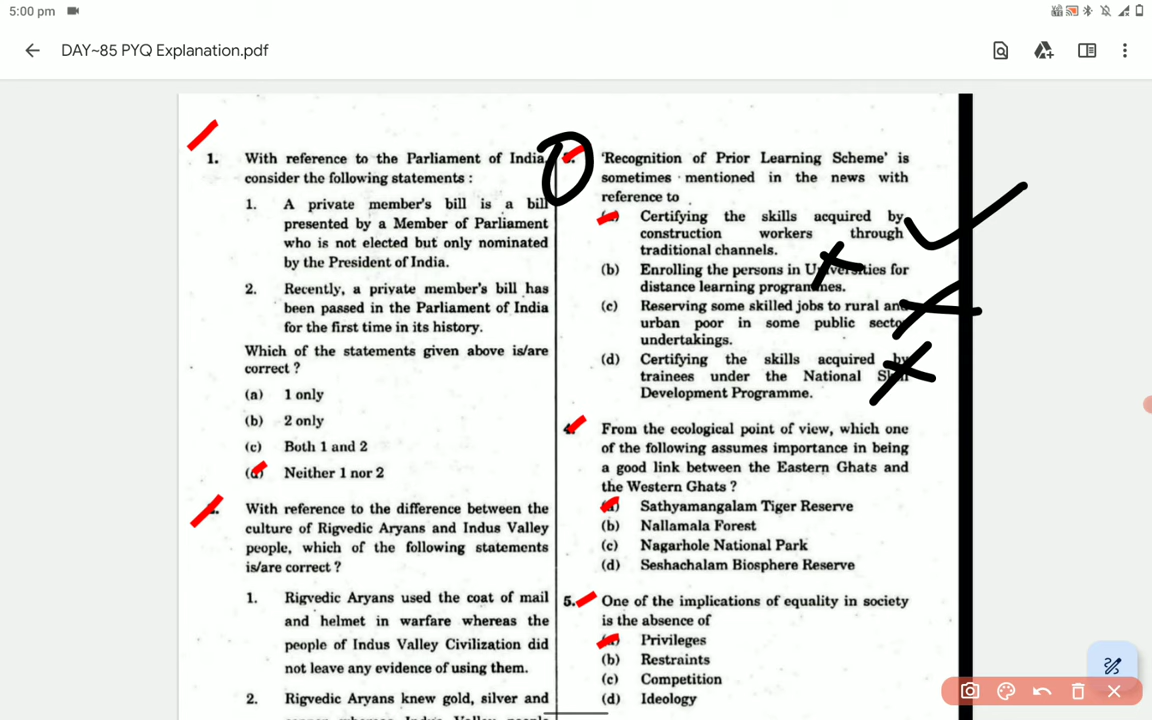 5:00 pm
DAY~85 PYQ Explanation.pdf
1. With reference to the Parliament of India,
consider the following statements :
1. A private member's bill is a bill
presented by a Member of Parliament
who is not elected but only nominated
by the President of India.
2. Recently, a private member's bill has
been passed in the Parliament of India
for the first time in its history.
Which of the statements given above is/are
correct ?
(a) 1 only
(b) 2 only
(c) Both 1 and 2
(d) Neither 1 nor 2
With reference to the difference between the
culture of Rigvedic Aryans and Indus Valley
people, which of the following statements
is/are correct ?
1. Rigvedic Aryans used the coat of mail
and helmet in warfare whereas the
people of Indus Valley Civilization did
not leave any evidence of using them.
2. Rigvedic Aryans knew gold, silver and
'Recognition of Prior Learning Scheme' is
sometimes mentioned in the news with
reference to
Certifying the skills acquired by
construction workers through
traditional channels.
(b) Enrolling the persons in Universities for
distance learning programmes.
(c) Reserving some skilled jobs to rural and
urban poor in some public sector
undertakings.
(d) Certifying the skills acquired by
trainees under the National Skill
Development Programme.
4. From the ecological point of view, which one
of the following assumes importance in being
a good link between the Eastern Ghats and
the Western Ghats ?
Sathyamangalam Tiger Reserve
(b) Nallamala Forest
(c) Nagarhole National Park
(d) Seshachalam Biosphere Reserve
5. One of the implications of equality in society
is the absence of
Privileges
(b) Restraints
(c) Competition
(d) Ideology